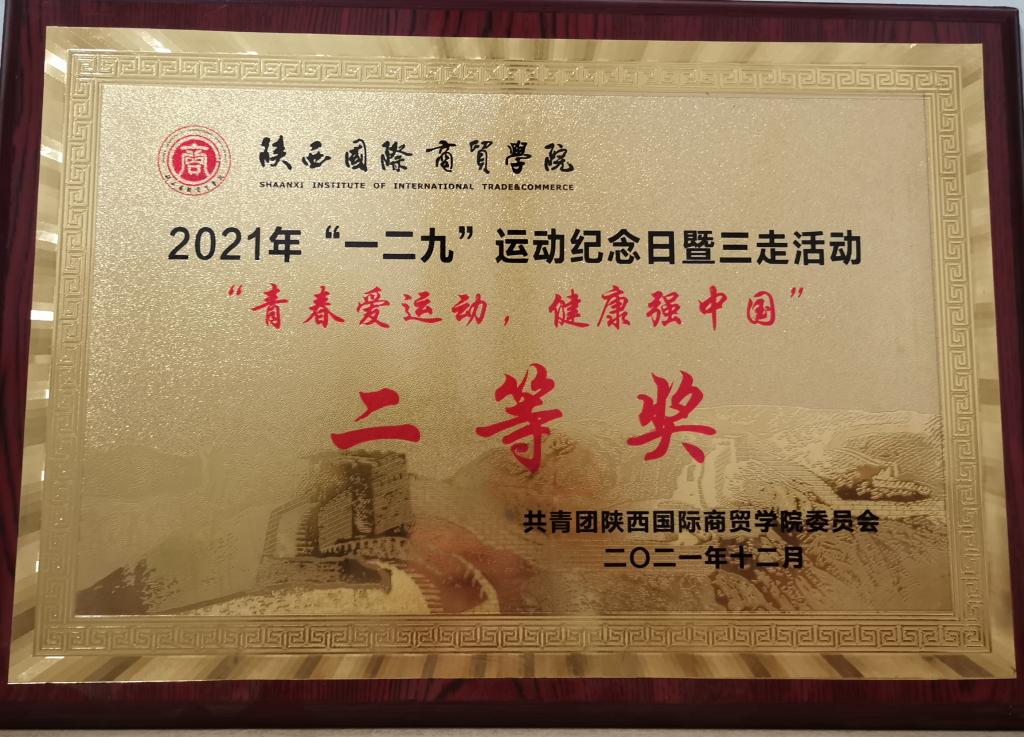 陕西國際商貿學院
SHAANXI INSTITUTE OF INTERNATIONAL TRADE&COMMERCE
2021年“一二九”运动纪念日暨三走活动
“青春爱运动，健康强中国”
二等奖
共青团陕西国际商贸学院委员会
二〇二一年十二月